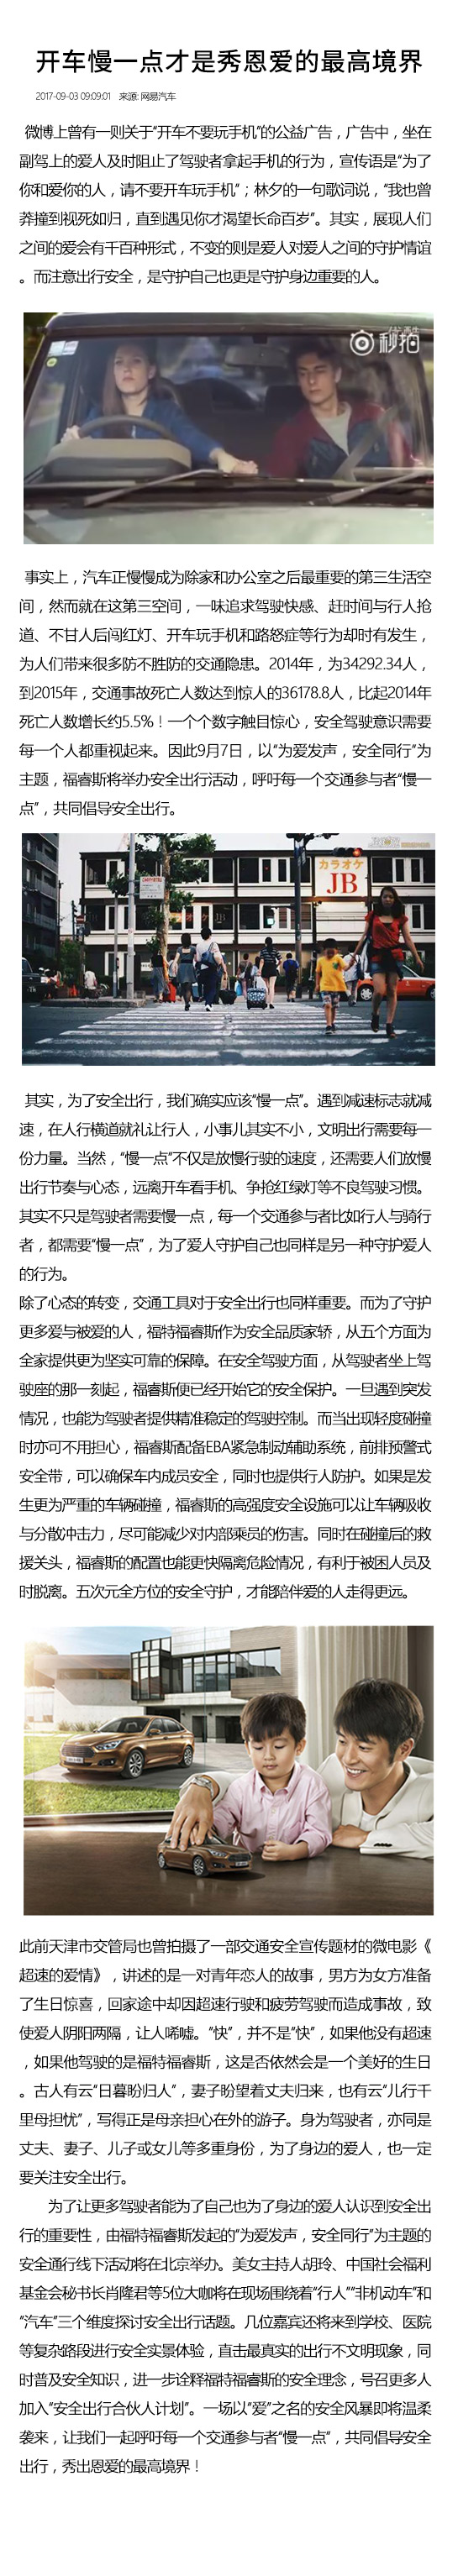 开车慢一点才是秀恩爱的最高境界
2017-09-03 09:09:01 来源: 网易汽车
微博上曾有一则关于“开车不要玩手机”的公益广告，广告中，坐在
副驾上的爱人及时阻止了驾驶者拿起手机的行为，宣传语是“为了
你和爱你的人，请不要开车玩手机”；林夕的一句歌词说，“我也曾
莽撞到视死如归，直到遇见你才渴望长命百岁”。其实，展现人们
之间的爱会有千百种形式，不变的则是爱人对爱人之间的守护情谊
。而注意出行安全，是守护自己也更是守护身边重要的人。
秒拍
事实上，汽车正慢慢成为除家和办公室之后最重要的第三生活空
间，然而就在这第三空间，一味追求驾驶快感、赶时间与行人抢
道、不甘人后闯红灯、开车玩手机和路怒症等行为却时有发生，
为人们带来很多防不胜防的交通隐患。2014年，为34292.34人，
到2015年，交通事故死亡人数达到惊人的36178.8人，比起2014年
死亡人数增长约5.5%！一个个数字触目惊心，安全驾驶意识需要
每一个人都重视起来。因此9月7日，以“为爱发声，安全同行”为
主题，福睿斯将举办安全出行活动，呼吁每一个交通参与者“慢一
点”，共同倡导安全出行。
カラオケ
JB
其实，为了安全出行，我们确实应该“慢一点”。遇到减速标志就减
速，在人行横道就礼让行人，小事儿其实不小，文明出行需要每一
份力量。当然，“慢一点”不仅是放慢行驶的速度，还需要人们放慢
出行节奏与心态，远离开车看手机、争抢红绿灯等不良驾驶习惯。
其实不只是驾驶者需要慢一点，每一个交通参与者比如行人与骑行
者，都需要“慢一点”，为了爱人守护自己也同样是另一种守护爱人
的行为。
除了心态的转变，交通工具对于安全出行也同样重要。而为了守护
更多爱与被爱的人，福特福睿斯作为安全品质家轿，从五个方面为
全家提供更为坚实可靠的保障。在安全驾驶方面，从驾驶者坐上驾
驶座的那一刻起，福睿斯便已经开始它的安全保护。一旦遇到突发
情况，也能为驾驶者提供精准稳定的驾驶控制。而当出现轻度碰撞
时亦可不用担心，福睿斯配备EBA紧急制动辅助系统，前排预警式
安全带，可以确保车内成员安全，同时也提供行人防护。如果是发
生更为严重的车辆碰撞，福睿斯的高强度安全设施可以让车辆吸收
与分散冲击力，尽可能减少对内部乘员的伤害。同时在碰撞后的救
援关头，福睿斯的配置也能更快隔离危险情况，有利于被困人员及
时脱离。五次元全方位的安全守护，才能陪伴爱的人走得更远。
此前天津市交管局也曾拍摄了一部交通安全宣传题材的微电影《
超速的爱情》，讲述的是一对青年恋人的故事，男方为女方准备
了生日惊喜，回家途中却因超速行驶和疲劳驾驶而造成事故，致
使爱人阴阳两隔，让人唏嘘。“快”，并不是“快”，如果他没有超速
，如果他驾驶的是福特福睿斯，这是否依然会是一个美好的生日
。古人有云“日暮盼归人”，妻子盼望着丈夫归来，也有云“儿行千
里母担忧”，写得正是母亲担心在外的游子。身为驾驶者，亦同是
丈夫、妻子、儿子或女儿等多重身份，为了身边的爱人，也一定
要关注安全出行。
为了让更多驾驶者能为了自己也为了身边的爱人认识到安全出
行的重要性，由福特福睿斯发起的“为爱发声，安全同行”为主题的
安全通行线下活动将在北京举办。美女主持人胡玲、中国社会福利
基金会秘书长肖隆君等5位大咖将在现场围绕着“行人”“非机动车”和
“汽车”三个维度探讨安全出行话题。几位嘉宾还将来到学校、医院
等复杂路段进行安全实景体验，直击最真实的出行不文明现象，同
时普及安全知识，进一步诠释福特福睿斯的安全理念，号召更多人
加入“安全出行合伙人计划”。一场以“爱”之名的安全风暴即将温柔
袭来，让我们一起呼吁每一个交通参与者“慢一点“，共同倡导安全
出行，秀出恩爱的最高境界！